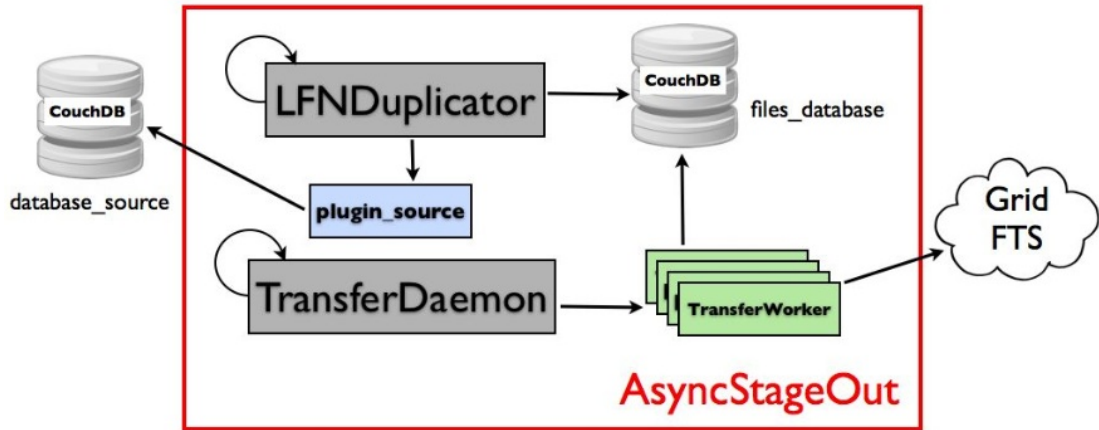 CouchDB
database_source
LFNDuplicator
CouchDB
files_database
plugin_source
TransferDaemon
TransferWorker
Grid
FTS
AsyncStageOut